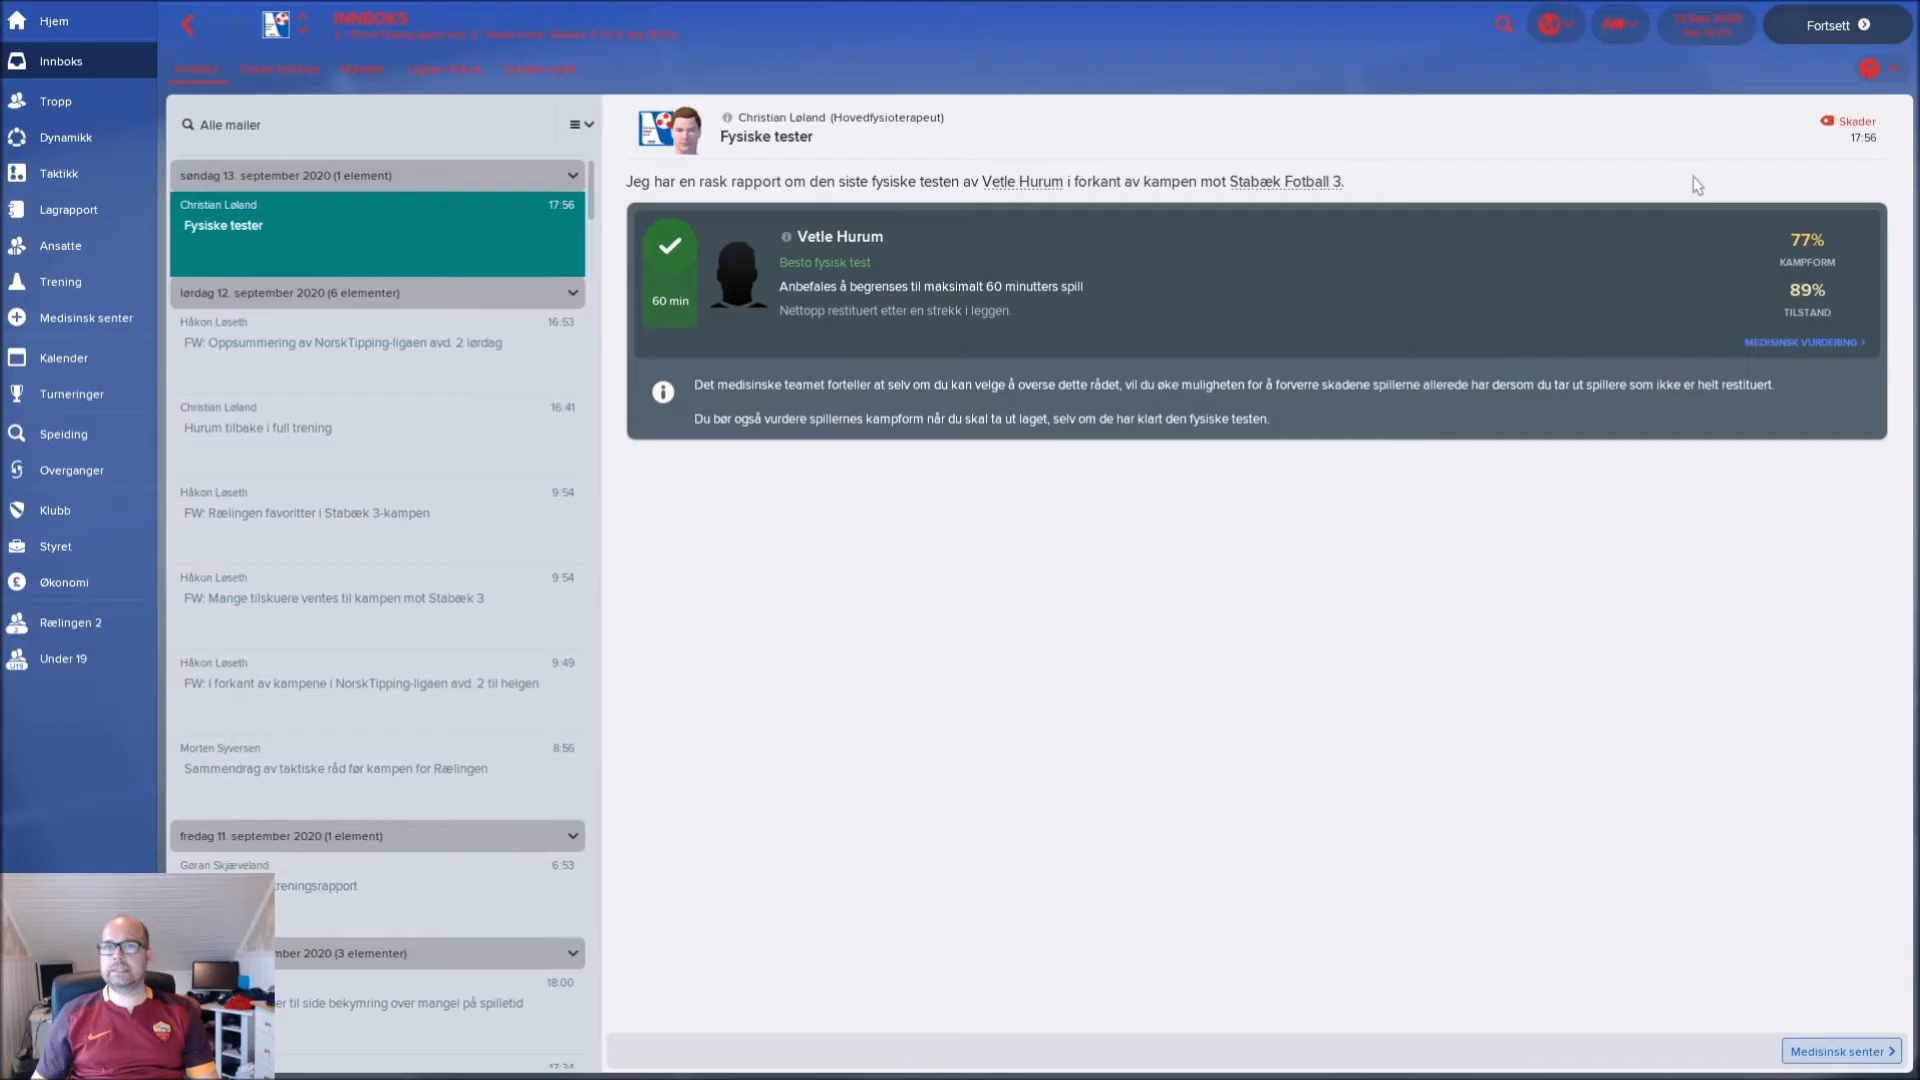 Hjem
Innboks
Tropp
Dynamikk
Taktikk
Lagrapport
Ansatte
Trening
Medisinsk senter
Kalender
Turneringer
Speiding
Overganger
Klubb
Styret
Økonomi
Rælingen 2
Under 19
INNBOKS
Innboks
Nyheter
Fortsett
Alle mailer
søndag 13. september 2020 (1 element)
Christian Løland 17:56
Fysiske tester
lørdag 12. september 2020 (6 elementer)
Håkon Løseth 16:53
FW: Oppsummering av NorskTipping-ligaen avd. 2 lørdag
Christian Løland 16:41
Hurum tilbake i full trening
Håkon Løseth 9:54
FW: Rælingen favoritter i Stabæk 3-kampen
Håkon Løseth 9:54
FW: Mange tilskuere ventes til kampen mot Stabæk 3
Håkon Løseth 9:49
FW: I forkant av kampene i NorskTipping-ligaen avd. 2 til helgen
Morten Syversen 8:56
Sammendrag av taktiske råd før kampen for Rælingen
fredag 11. september 2020 (1 element)
Gøran Skjæveland 6:53
treningsrapport
mber 2020 (3 elementer)
18:00
er til side bekymring over mangel på spilletid
17:34
Christian Løland (Hovedfysioterapeut)
Fysiske tester
Skader
17:56
Jeg har en rask rapport om den siste fysiske testen av Vetle Hurum i forkant av kampen mot Stabæk Fotball 3.
60 min
Vetle Hurum
Besto fysisk test
Anbefales å begrenses til maksimalt 60 minutters spill
Nettopp restituert etter en strekk i leggen.
77%
KAMPFORM
89%
TILSTAND
MEDISINSK VURDERING >
Det medisinske teamet forteller at selv om du kan velge å overse dette rådet, vil du øke muligheten for å forverre skadene spillerne allerede har dersom du tar ut spillere som ikke er helt restituert.
Du bør også vurdere spillernes kampform når du skal ta ut laget, selv om de har klart den fysiske testen.
Medisinsk senter >